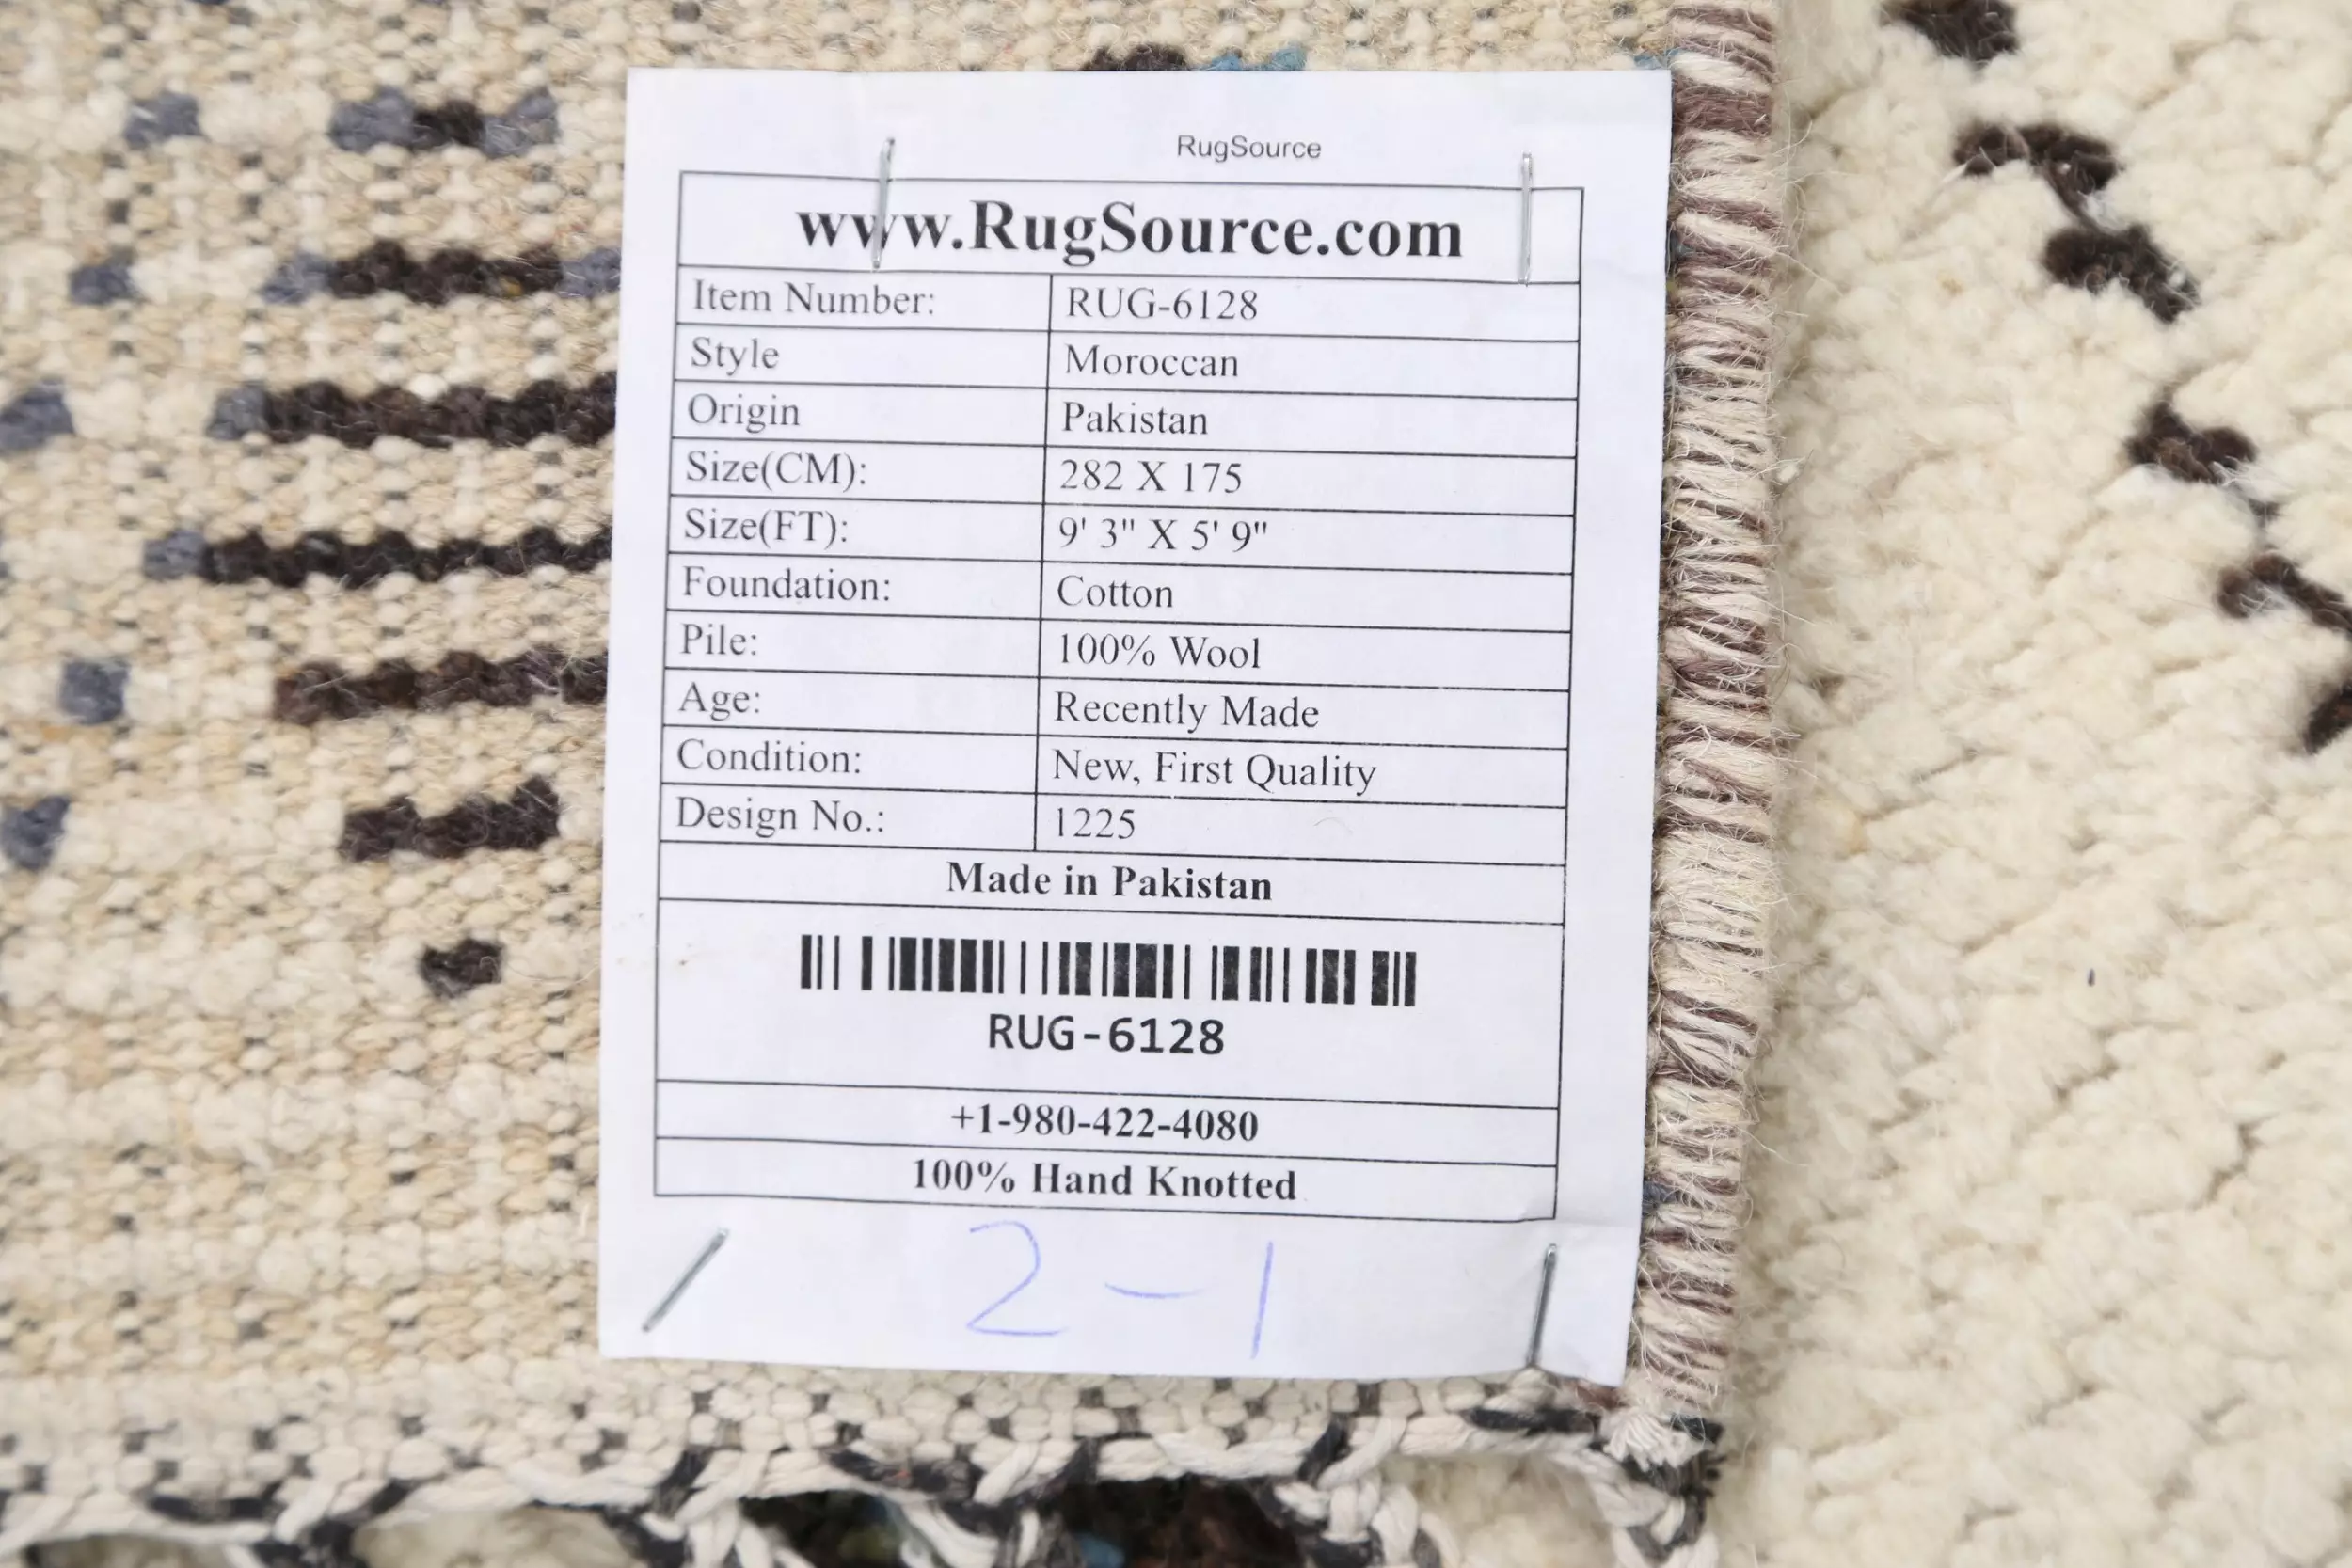 RugSource
www.RugSource.com
Item Number: RUG-6128
Style Moroccan
Origin Pakistan
Size(CM): 282 X 175
Size(FT): 9' 3" X 5' 9"
Foundation: Cotton
Pile: 100% Wool
Age: Recently Made
Condition: New, First Quality
Design No.: 1225
Made in Pakistan
RUG-6128
+1-980-422-4080
100% Hand Knotted
2-1